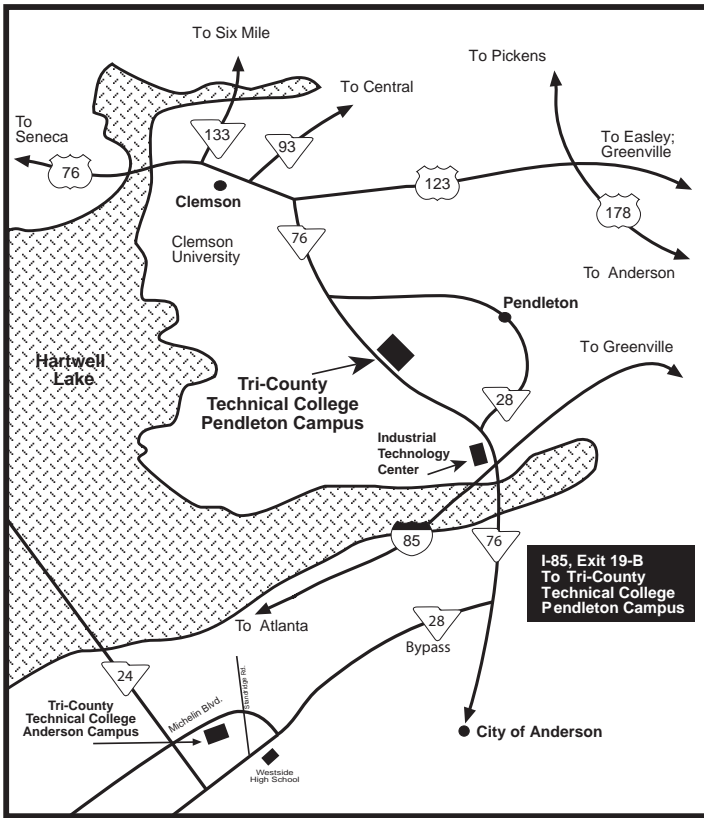 To Six Mile
To Pickens
To Central
To
Seneca
133
93
To Easley;
Greenville
76
123
Clemson
178
76
Clemson
University
To Anderson
Pendleton
To Greenville
Hartwell
Lake
Tri-County
Technical College
Pendleton Campus
28
Industrial
Technology
Center
85
76
I-85, Exit 19-B
To Tri-County
Technical College
Pendleton Campus
To Atlanta
28
Bypass
24
Standridge Rd.
Michelin Blvd.
Tri-County
Technical College
Anderson Campus
City of Anderson
Westside
High School